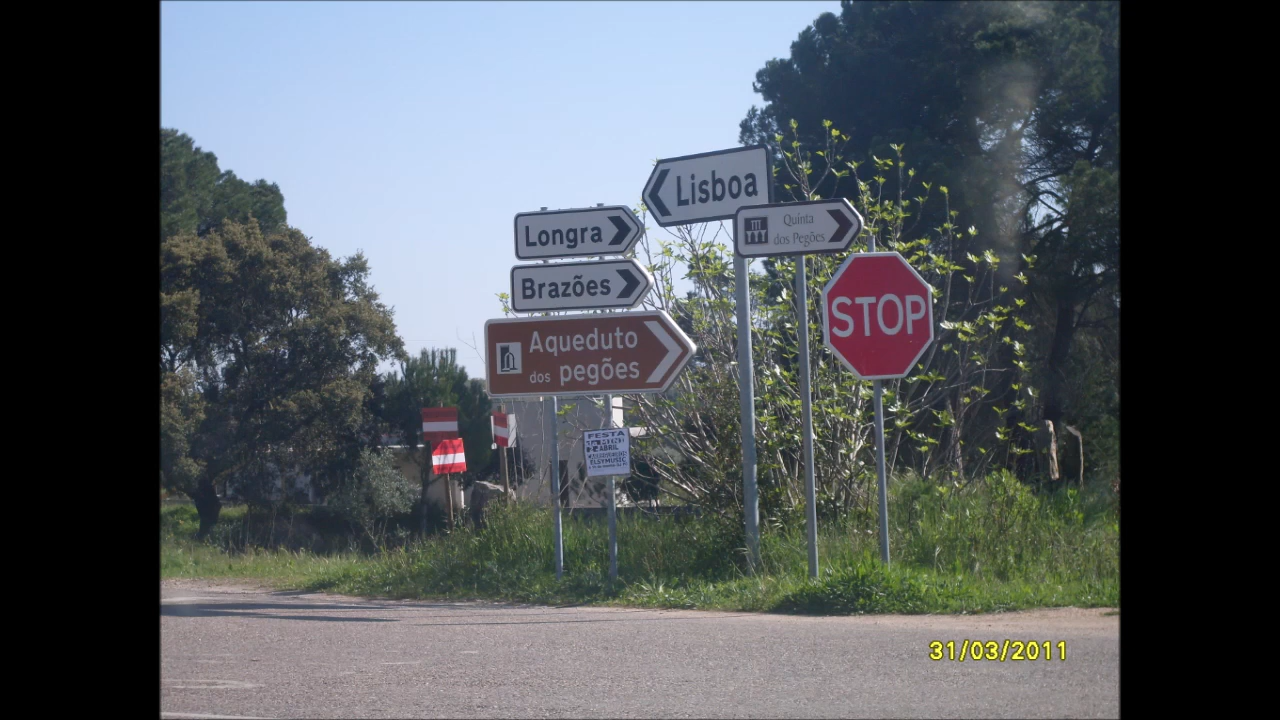 Lisboa
Quinta
dos Pegões
Longra
Brazões
Aqueduto
dos pegões
STOP
FESTA
ABRIL
31/03/2011